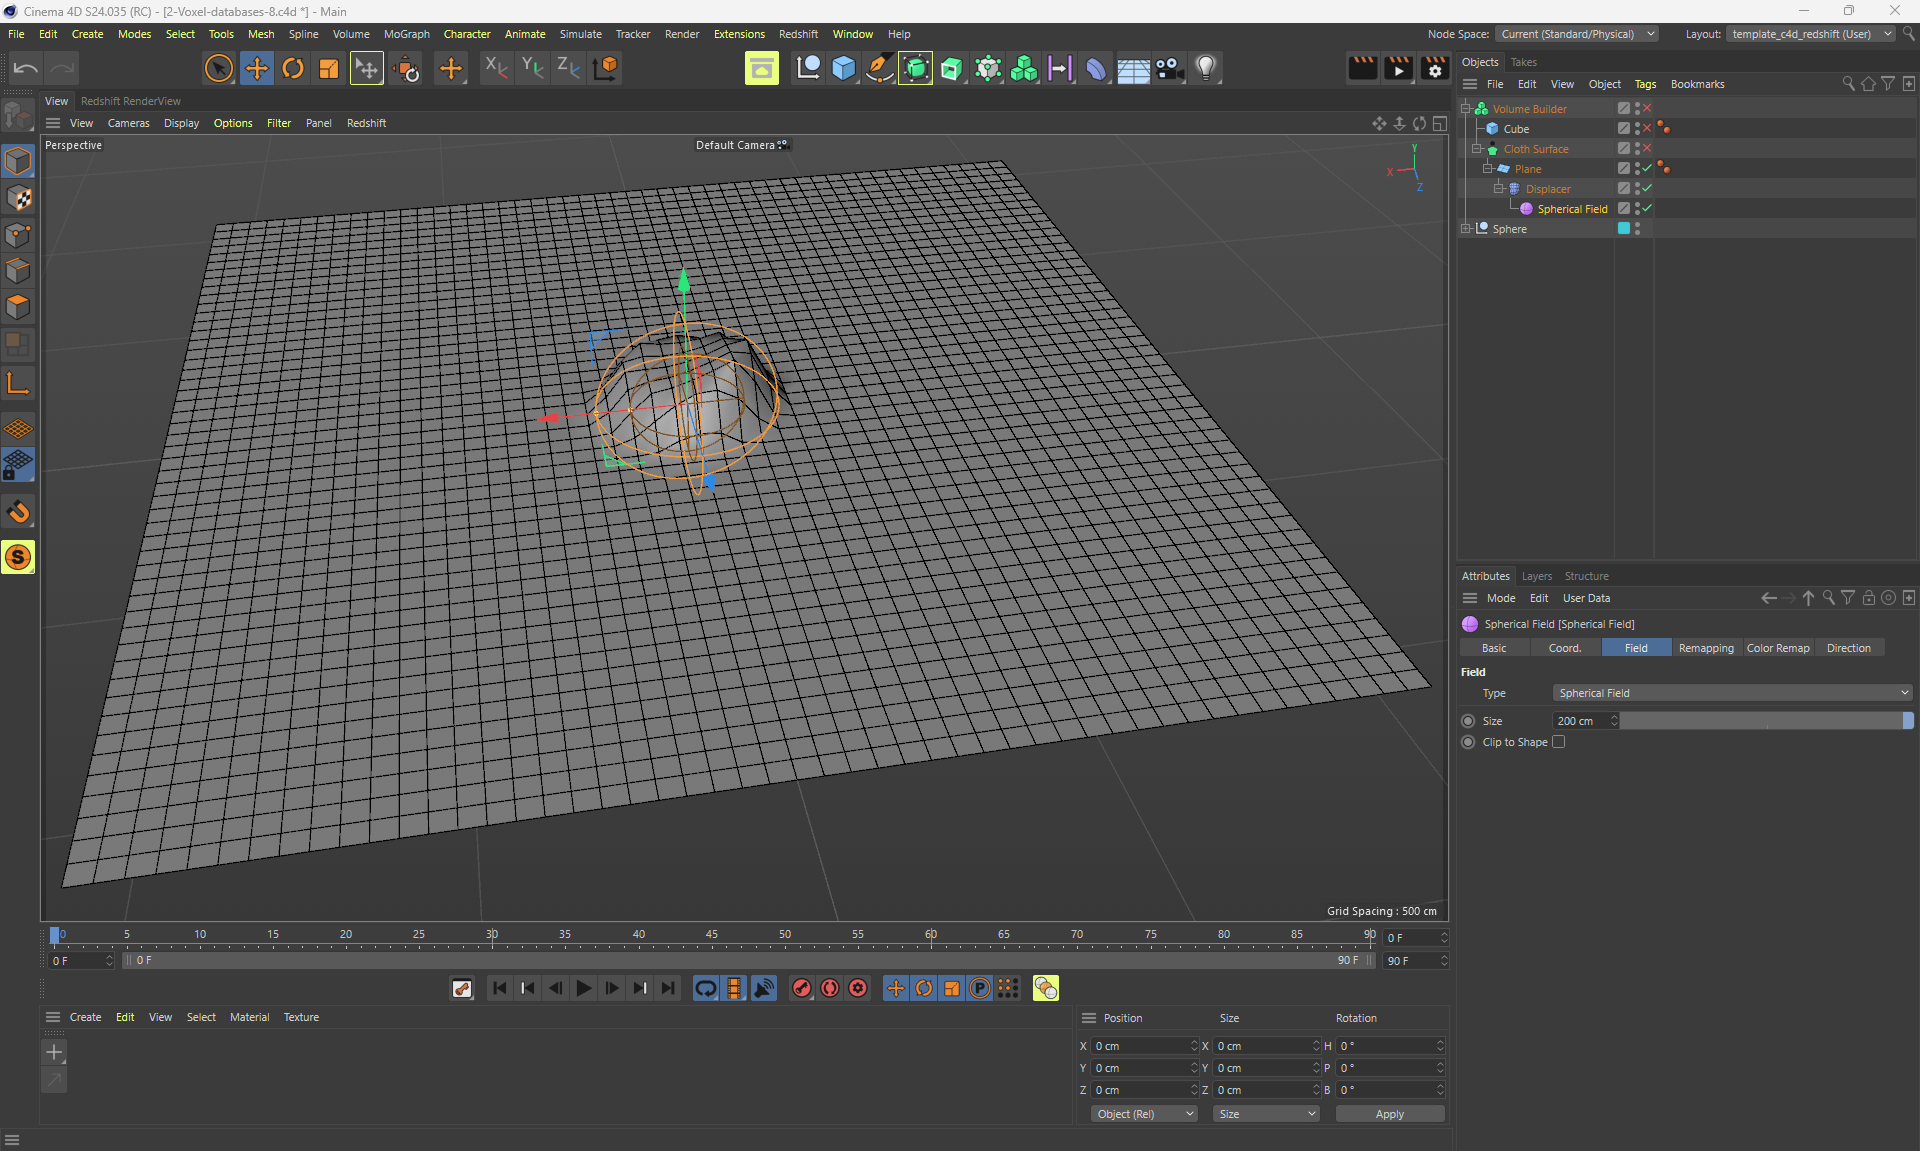 Cinema 4D S24.035 (RC) - [2-Voxel-databases-8.c4d *] - Main
File Edit Create Modes Select Tools Mesh Spline Volume MoGraph Character Animate Simulate Tracker Render Extensions Redshift Window Help
Node Space: Current (Standard/Physical) Layout: template_c4d_redshift (User)
X Y Z
Objects Takes
File Edit View Object Tags Bookmarks
Volume Builder
Cube
Cloth Surface
Plane
Displacer
Spherical Field
Sphere
View Redshift RenderView
View Cameras Display Options Filter Panel Redshift
Perspective
Default Camera
Y
X
Z
Grid Spacing : 500 cm
S
Attributes Layers Structure
Mode Edit User Data
Spherical Field [Spherical Field]
Basic Coord. Field Remapping Color Remap Direction
Field
Type Spherical Field
Size 200 cm
Clip to Shape
0 5 10 15 20 25 30 35 40 45 50 55 60 65 70 75 80 85 90 0 F
0 F 0 F 90 F 90 F
P
Create Edit View Select Material Texture
Position Size Rotation
X 0 cm X 0 cm H 0 °
Y 0 cm Y 0 cm P 0 °
Z 0 cm Z 0 cm B 0 °
Object (Rel) Size Apply